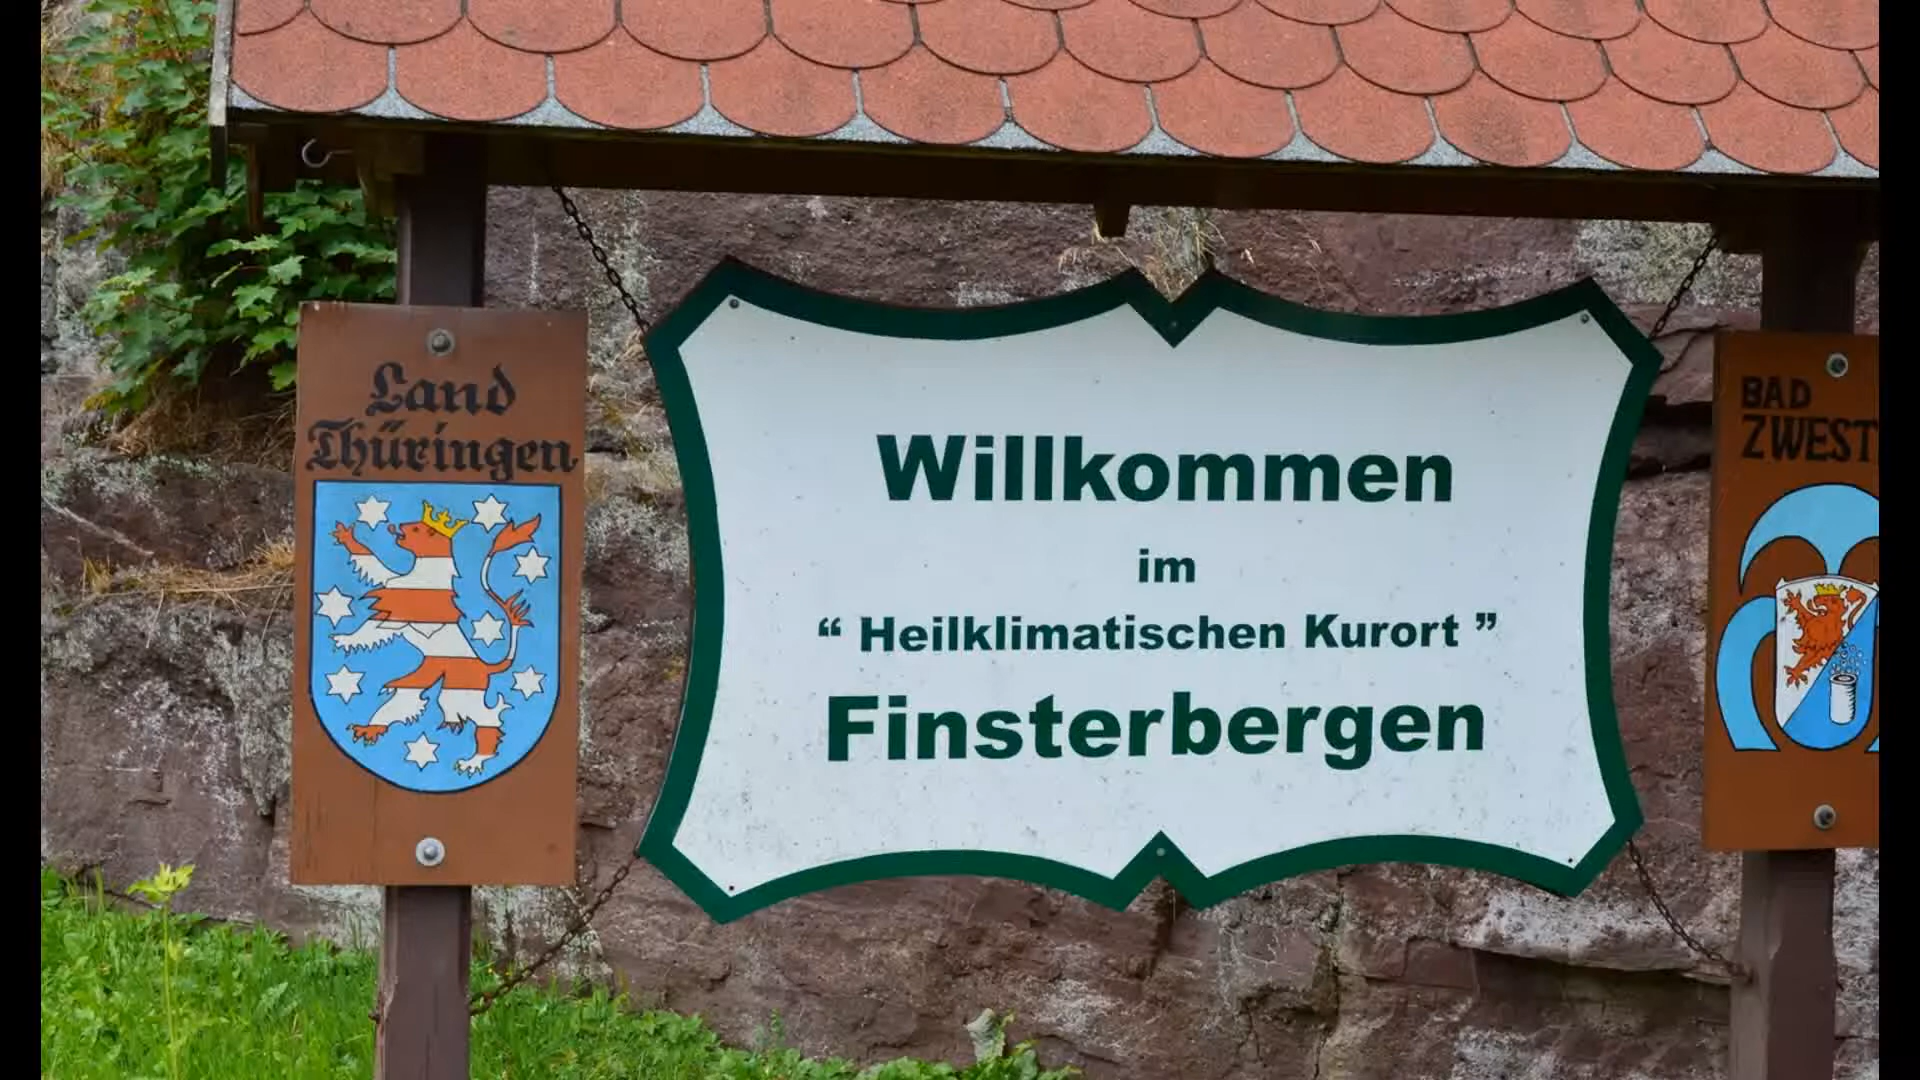 Land
Thüringen
Willkommen
im
“ Heilklimatischen Kurort ”
Finsterbergen
BAD
ZWEST